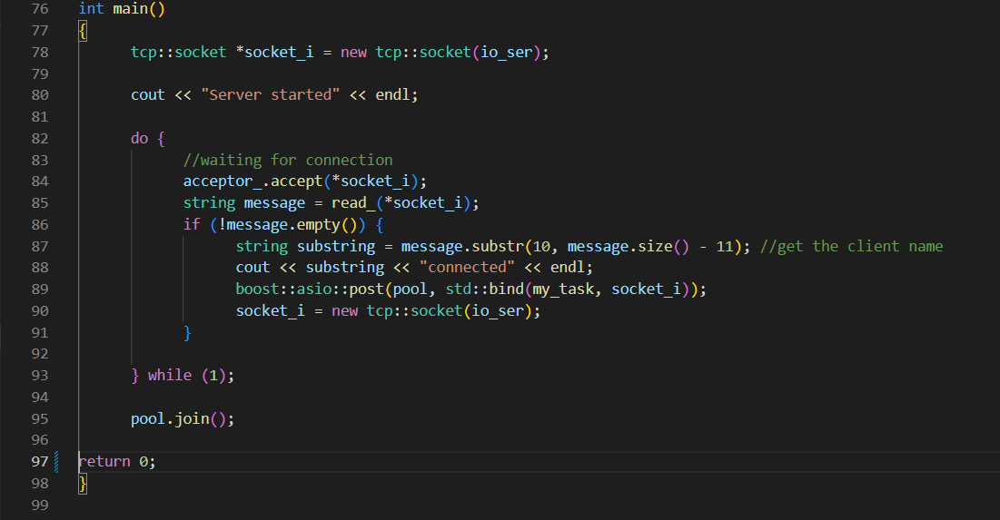 76 int main()
77 {
78 tcp::socket *socket_i = new tcp::socket(io_ser);
79
80 cout << "Server started" << endl;
81
82 do {
83 //waiting for connection
84 acceptor_.accept(*socket_i);
85 string message = read_(*socket_i);
86 if (!message.empty()) {
87 string substring = message.substr(10, message.size() - 11); //get the client name
88 cout << substring << "connected" << endl;
89 boost::asio::post(pool, std::bind(my_task, socket_i));
90 socket_i = new tcp::socket(io_ser);
91 }
92
93 } while (1);
94
95 pool.join();
96
97 return 0;
98 }
99